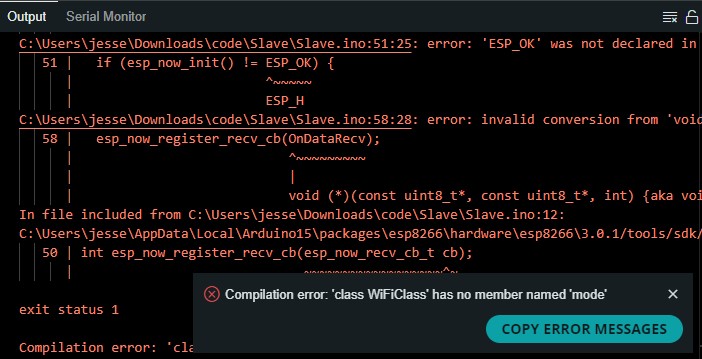 Output Serial Monitor
C:\Users\jesse\Downloads\code\Slave\Slave.ino:51:25: error: 'ESP_OK' was not declared in
51 | if (esp_now_init() != ESP_OK) {
| ^~~~~~
| ESP_H
C:\Users\jesse\Downloads\code\Slave\Slave.ino:58:28: error: invalid conversion from 'void
58 | esp_now_register_recv_cb(OnDataRecv);
| ^~~~~~~~~~
| |
| void (*)(const uint8_t*, const uint8_t*, int) {aka voi
In file included from C:\Users\jesse\Downloads\code\Slave\Slave.ino:12:
C:\Users\jesse\AppData\Local\Arduino15\packages\esp8266\hardware\esp8266\3.0.1/tools/sdk/
50 | int esp_now_register_recv_cb(esp_now_recv_cb_t cb);
| ~~~~~~~~~~~~~~~~~~^~
exit status 1
Compilation error: 'cla
Compilation error: 'class WiFiClass' has no member named 'mode'
COPY ERROR MESSAGES